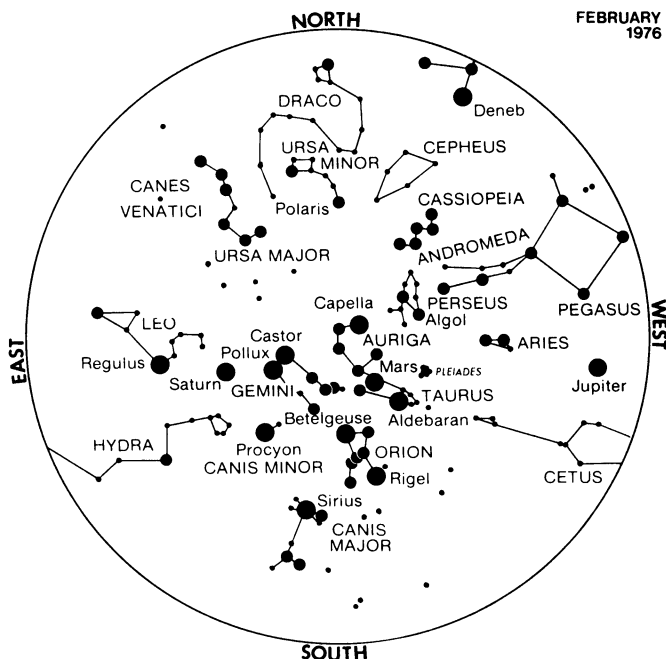 NORTH
FEBRUARY
1976
DRACO
Deneb
URSA
MINOR
CEPHEUS
CANES
VENATICI
Polaris
CASSIOPEIA
URSA MAJOR
ANDROMEDA
PEGASUS
PERSEUS
Algol
Capella
AURIGA
LEO
ARIES
EAST
WEST
Castor
Pollux
Regulus
Saturn
GEMINI
Mars
PLEIADES
TAURUS
Jupiter
Aldebaran
Betelgeuse
HYDRA
Procyon
CANIS MINOR
ORION
Rigel
CETUS
Sirius
CANIS
MAJOR
SOUTH